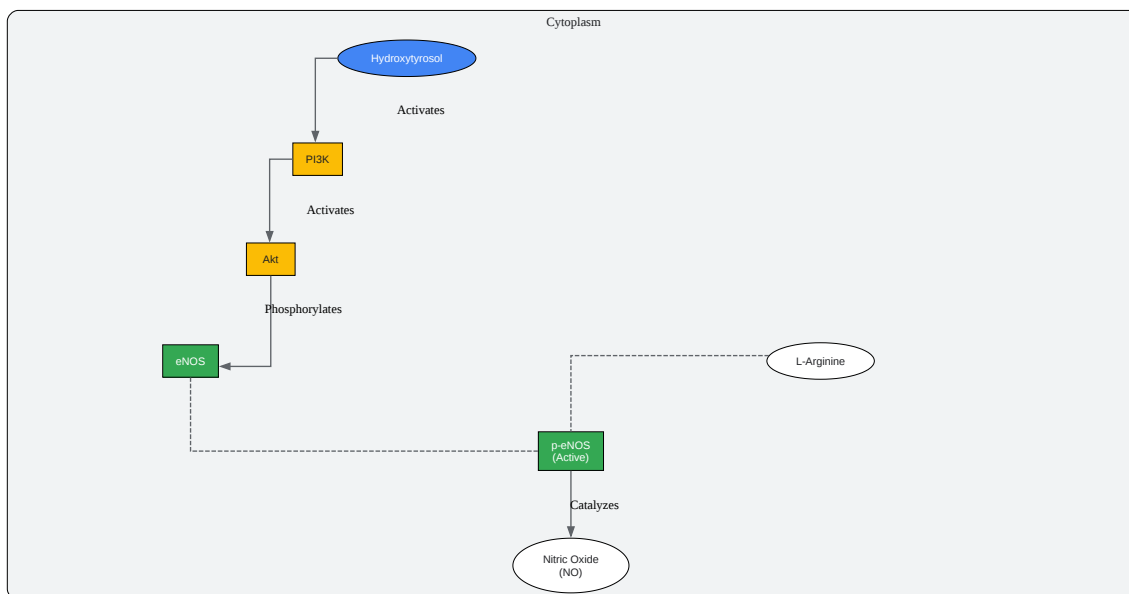 Cytoplasm
Hydroxytyrosol
Activates
PI3K
Activates
Akt
Phosphorylates
eNOS
L-Arginine
p-eNOS
(Active)
Catalyzes
Nitric Oxide
(NO)